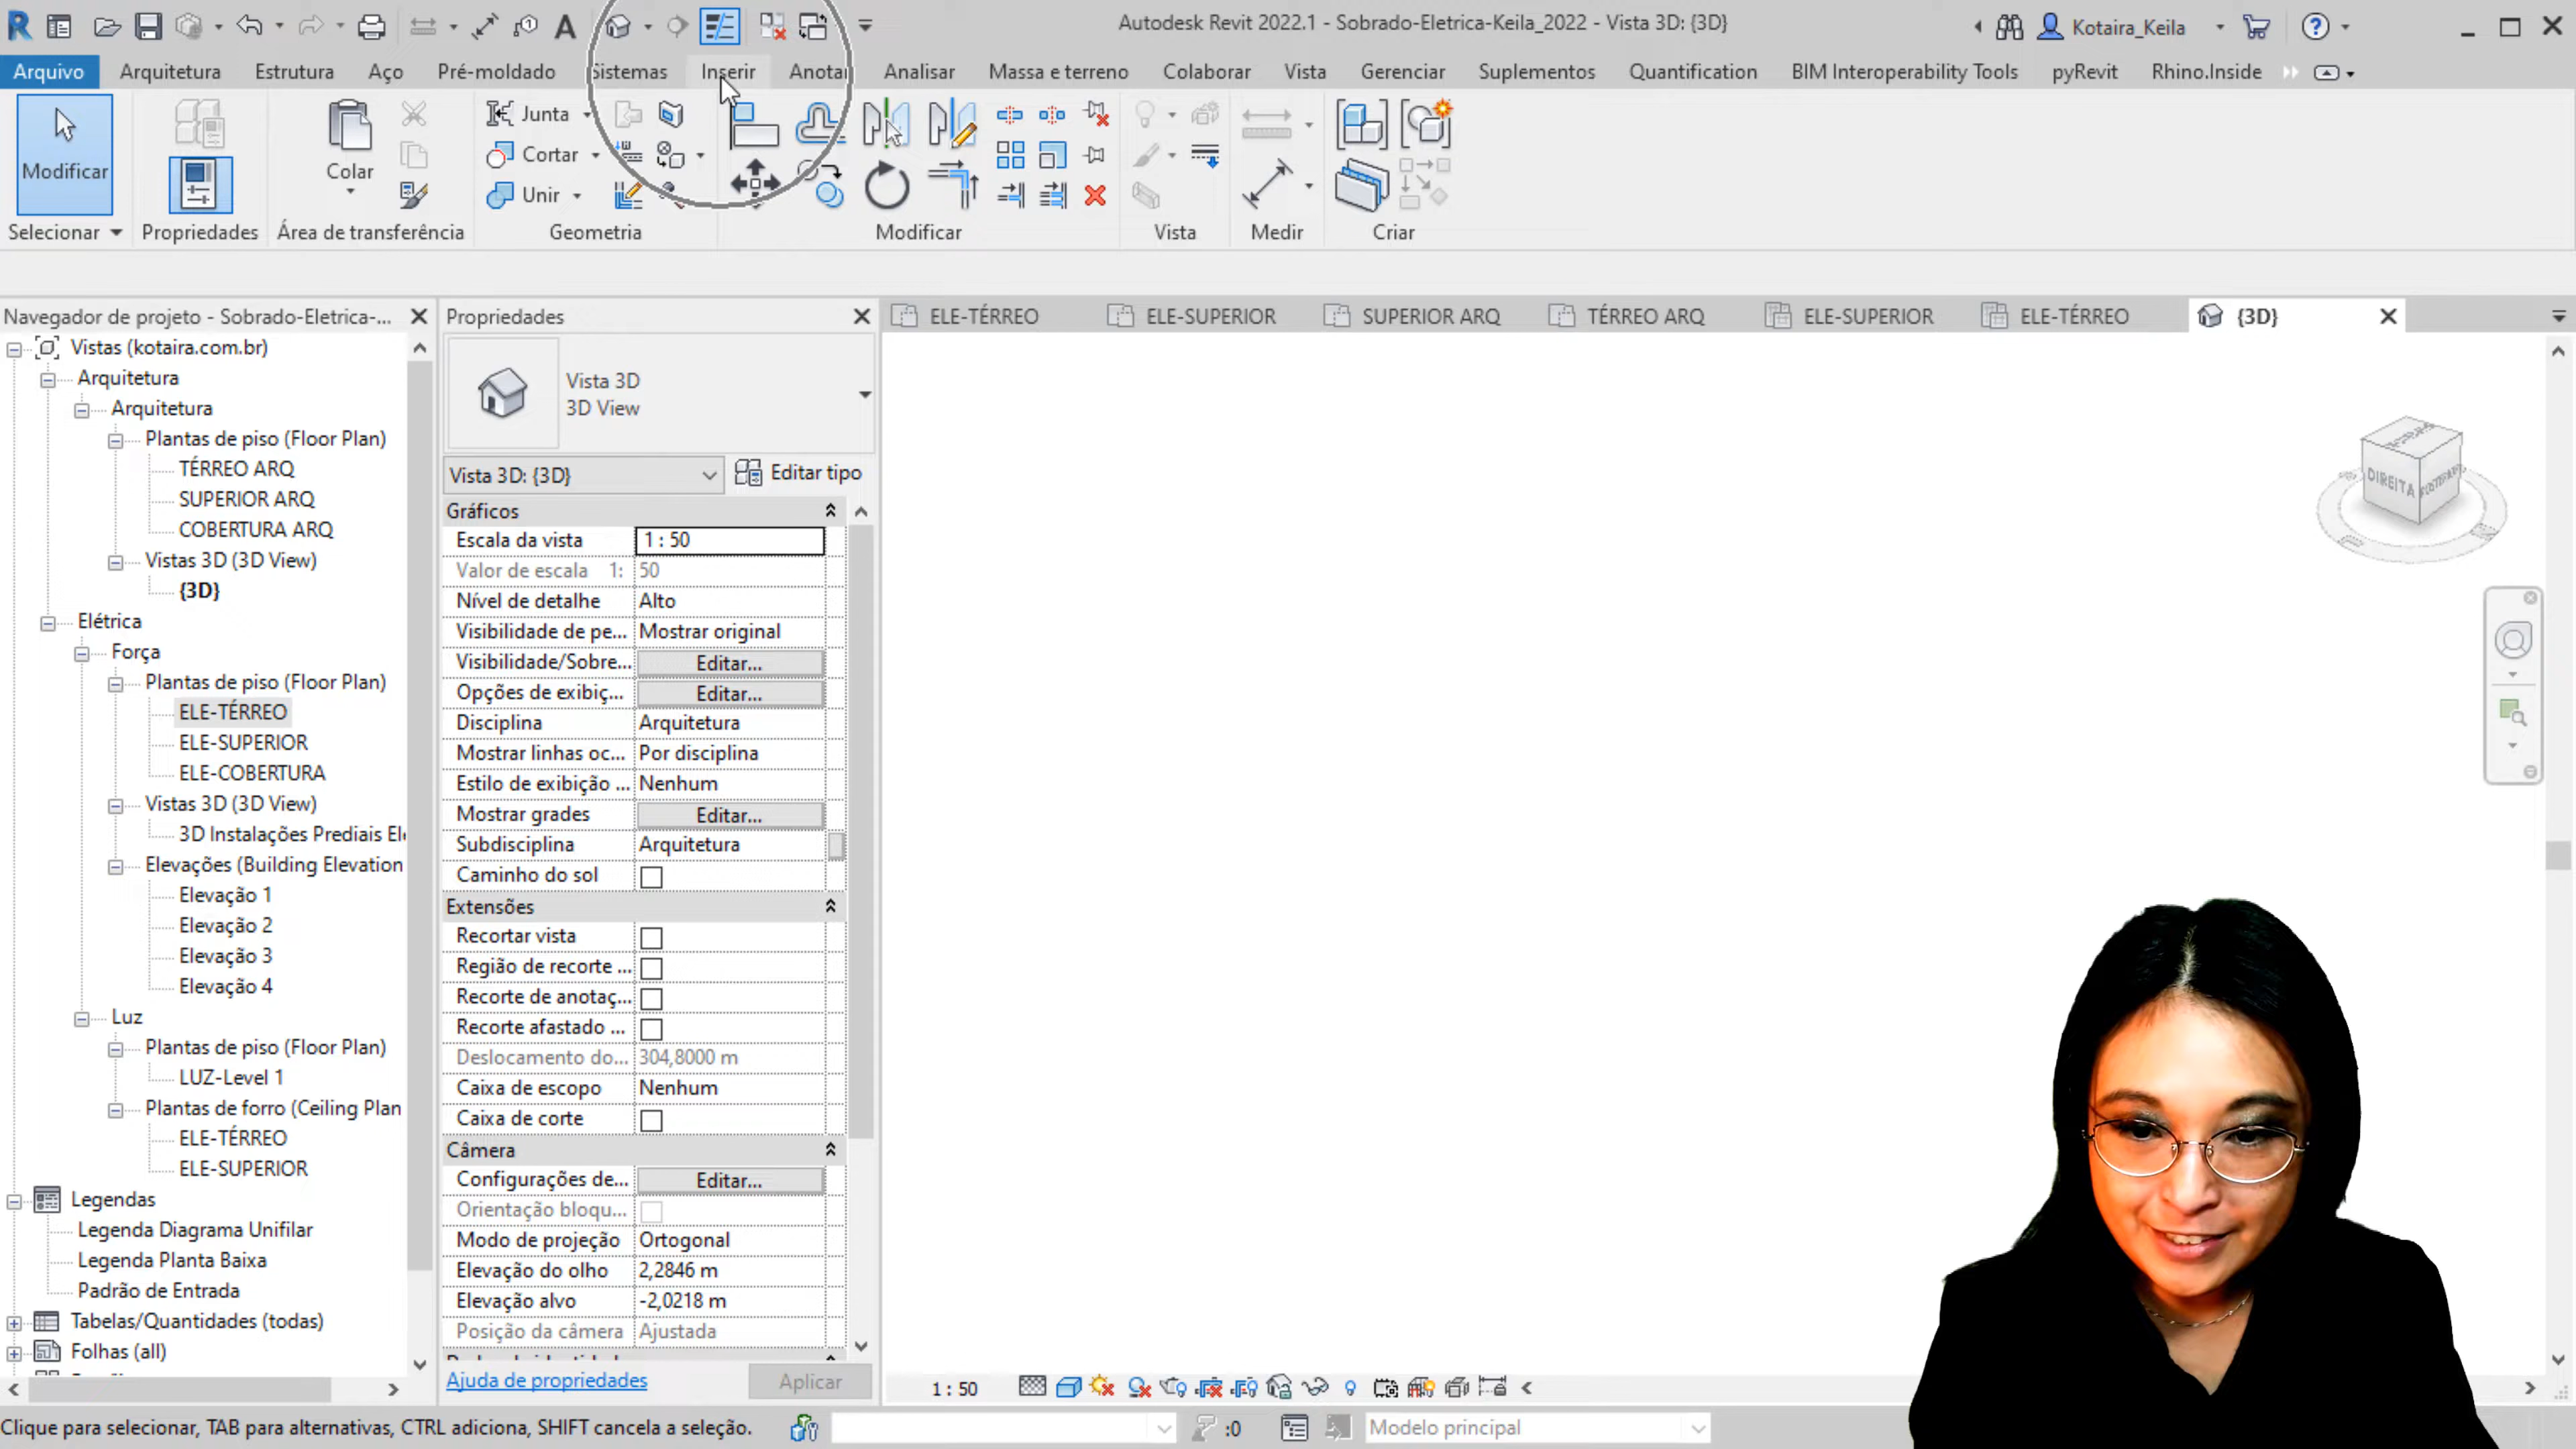 Autodesk Revit 2022.1 - Sobrado-Eletrica-Keila_2022 - Vista 3D: {3D}
Kotaira_Keila
Arquivo Arquitetura Estrutura Aço Pré-moldado Sistemas Inserir Anotar Analisar Massa e terreno Colaborar Vista Gerenciar Suplementos Quantification BIM Interoperability Tools pyRevit Rhino.Inside
Modificar
Colar
Junta
Cortar
Unir
Selecionar Propriedades Área de transferência Geometria Modificar Vista Medir Criar
Navegador de projeto - Sobrado-Eletrica-...
Vistas (kotaira.com.br)
Arquitetura
Arquitetura
Plantas de piso (Floor Plan)
TÉRREO ARQ
SUPERIOR ARQ
COBERTURA ARQ
Vistas 3D (3D View)
{3D}
Elétrica
Força
Plantas de piso (Floor Plan)
ELE-TÉRREO
ELE-SUPERIOR
ELE-COBERTURA
Vistas 3D (3D View)
3D Instalações Prediais El
Elevações (Building Elevation
Elevação 1
Elevação 2
Elevação 3
Elevação 4
Luz
Plantas de piso (Floor Plan)
LUZ-Level 1
Plantas de forro (Ceiling Plan
ELE-TÉRREO
ELE-SUPERIOR
Legendas
Legenda Diagrama Unifilar
Legenda Planta Baixa
Padrão de Entrada
Tabelas/Quantidades (todas)
Folhas (all)
Propriedades
Vista 3D
3D View
Vista 3D: {3D} Editar tipo
Gráficos
Escala da vista 1 : 50
Valor de escala 1: 50
Nível de detalhe Alto
Visibilidade de pe... Mostrar original
Visibilidade/Sobre... Editar...
Opções de exibiç... Editar...
Disciplina Arquitetura
Mostrar linhas oc... Por disciplina
Estilo de exibição ... Nenhum
Mostrar grades Editar...
Subdisciplina Arquitetura
Caminho do sol
Extensões
Recortar vista
Região de recorte ...
Recorte de anotaç...
Recorte afastado ...
Deslocamento do... 304,8000 m
Caixa de escopo Nenhum
Caixa de corte
Câmera
Configurações de... Editar...
Orientação bloqu...
Modo de projeção Ortogonal
Elevação do olho 2,2846 m
Elevação alvo -2,0218 m
Posição da câmera Ajustada
Ajuda de propriedades Aplicar
ELE-TÉRREO ELE-SUPERIOR SUPERIOR ARQ TÉRREO ARQ ELE-SUPERIOR ELE-TÉRREO {3D}
DIREITA
1 : 50
Clique para selecionar, TAB para alternativas, CTRL adiciona, SHIFT cancela a seleção.
:0
Modelo principal